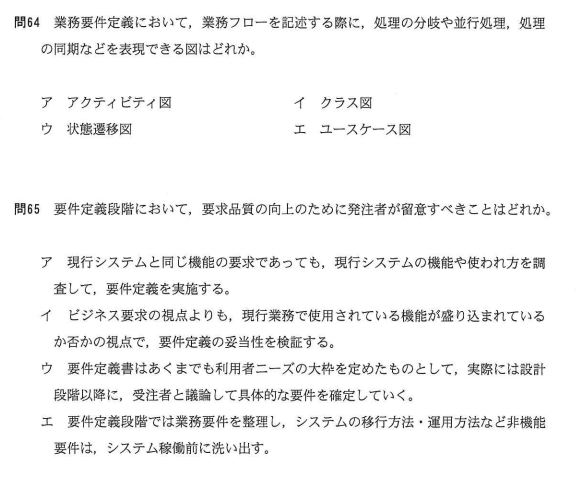 問64　業務要件定義において，業務フローを記述する際に，処理の分岐や並行処理，処理
の同期などを表現できる図はどれか。
ア　アクティビティ図　　イ　クラス図
ウ　状態遷移図　　エ　ユースケース図
問65　要件定義段階において，要求品質の向上のために発注者が留意すべきことはどれか。
ア　現行システムと同じ機能の要求であっても，現行システムの機能や使われ方を調
査して，要件定義を実施する。
イ　ビジネス要求の視点よりも，現行業務で使用されている機能が盛り込まれている
か否かの視点で，要件定義の妥当性を検証する。
ウ　要件定義書はあくまでも利用者ニーズの大枠を定めたものとして，実際には設計
段階以降に，受注者と議論して具体的な要件を確定していく。
エ　要件定義段階では業務要件を整理し，システムの移行方法・運用方法など非機能
要件は，システム稼働前に洗い出す。